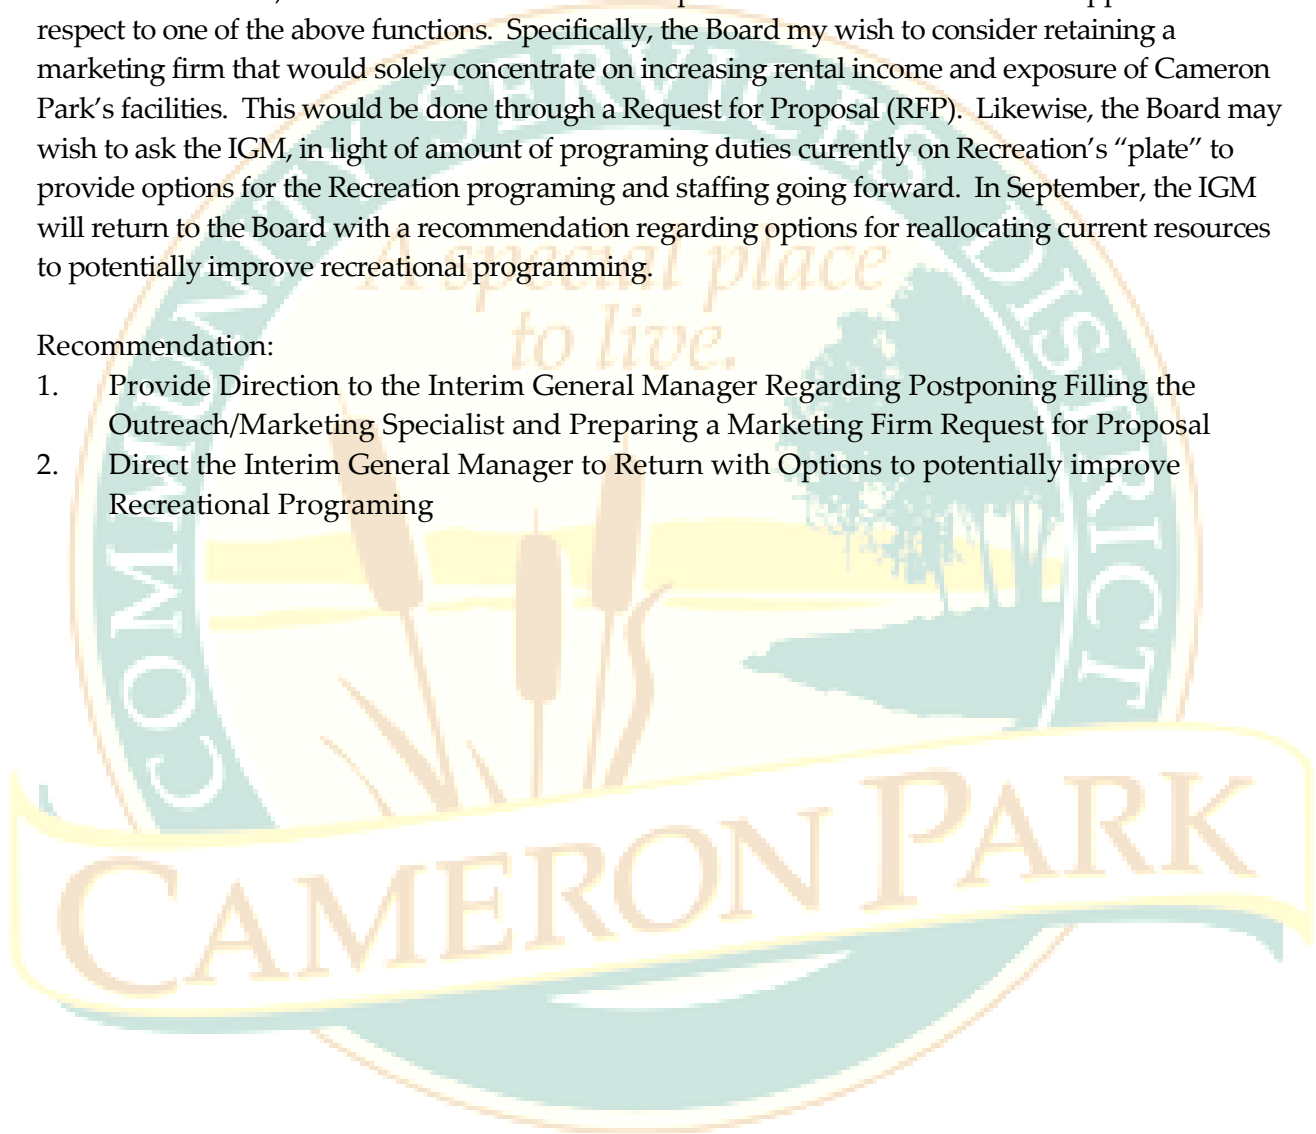 respect to one of the above functions.  Specifically, the Board my wish to consider retaining a
marketing firm that would solely concentrate on increasing rental income and exposure of Cameron
Park's facilities.  This would be done through a Request for Proposal (RFP).  Likewise, the Board may
wish to ask the IGM, in light of amount of programing duties currently on Recreation's “plate” to
provide options for the Recreation programing and staffing going forward.  In September, the IGM
will return to the Board with a recommendation regarding options for reallocating current resources
to potentially improve recreational programming.
Recommendation:
1. Provide Direction to the Interim General Manager Regarding Postponing Filling the
Outreach/Marketing Specialist and Preparing a Marketing Firm Request for Proposal
2. Direct the Interim General Manager to Return with Options to potentially improve
Recreational Programing
COMMUNITY SERVICES DISTRICT
A special place
to live.
CAMERON PARK